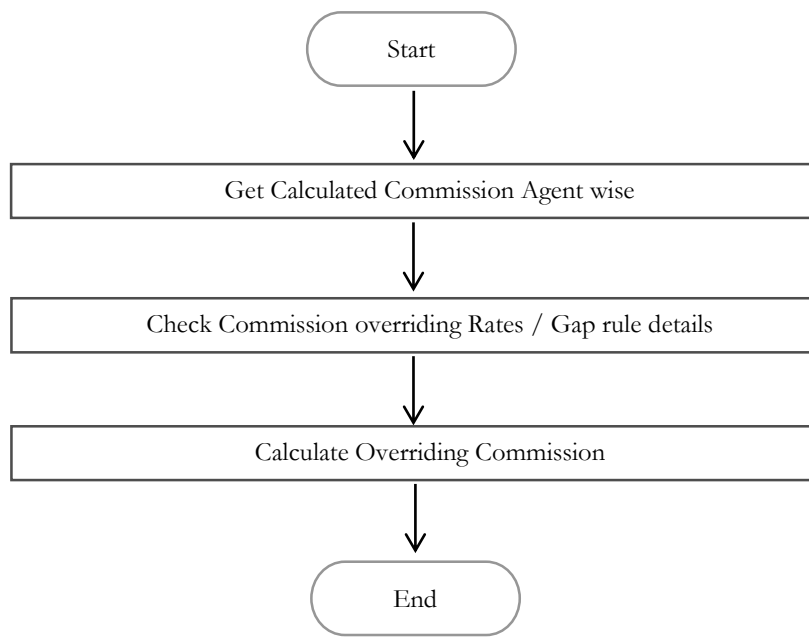 Start
Get Calculated Commission Agent wise
Check Commission overriding Rates / Gap rule details
Calculate Overriding Commission
End